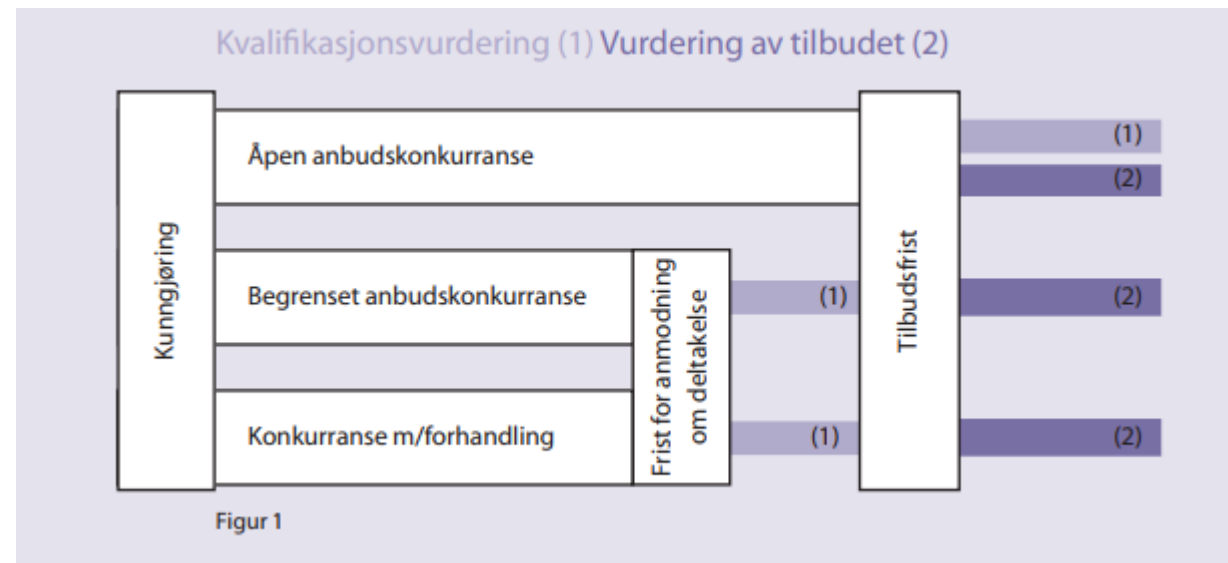 Kvalifikasjonsvurdering (1) Vurdering av tilbudet (2)
Kunngjøring
Åpen anbudskonkurranse
Tilbudsfrist
(1)
(2)
Begrenset anbudskonkurranse
Frist for anmodning
om deltakelse
(1)
(2)
Konkurranse m/forhandling
(1)
(2)
Figur 1